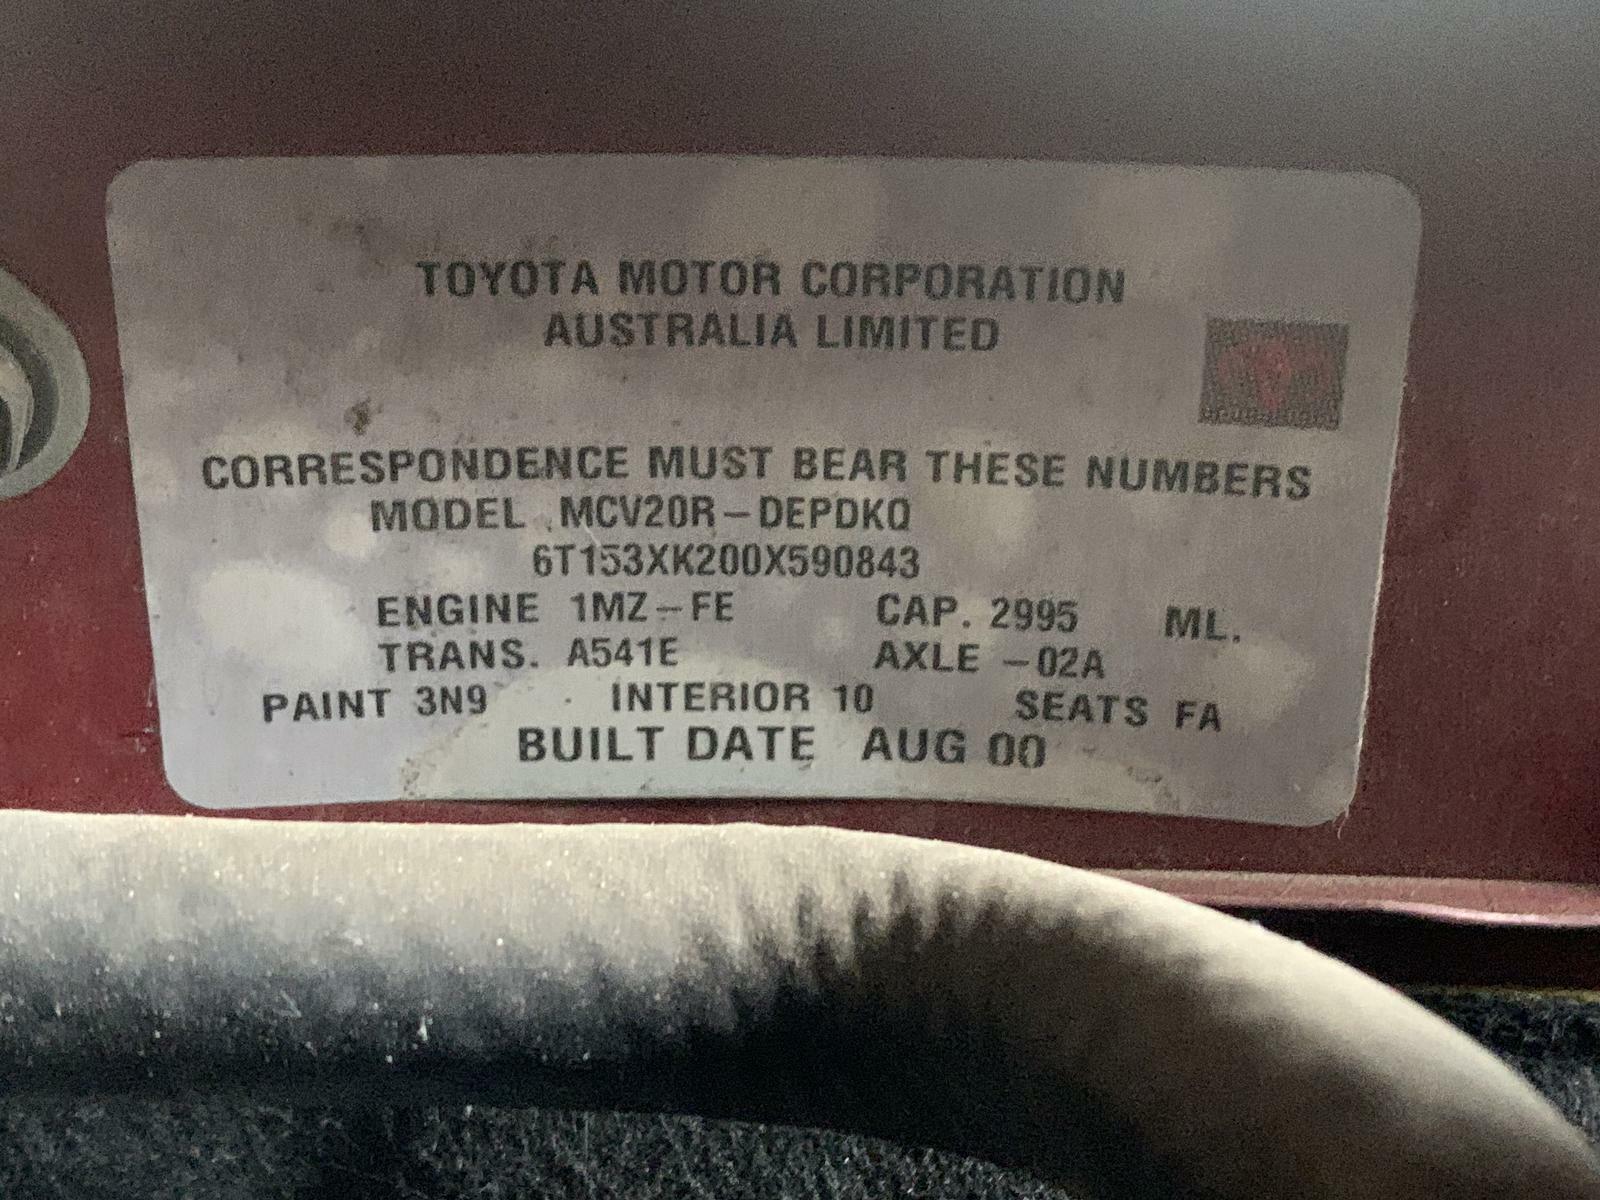 TOYOTA MOTOR CORPORATION
AUSTRALIA LIMITED
CORRESPONDENCE MUST BEAR THESE NUMBERS
MODEL MCV20R-DEPDKQ
6T153XK200X590843
ENGINE 1MZ-FE CAP. 2995 ML.
TRANS. A541E AXLE -02A
PAINT 3N9 INTERIOR 10 SEATS FA
BUILT DATE AUG 00